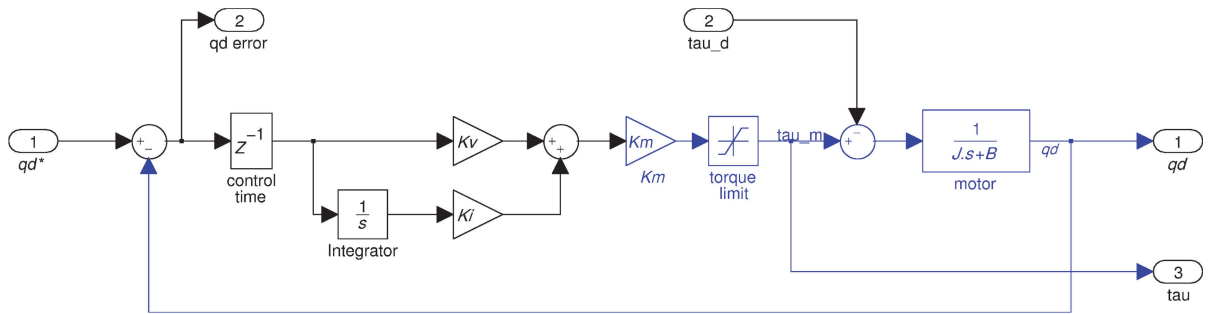 2
qd error
2
tau_d
1
qd*
+
-
z-1
control
time
Kv
+
+
Km
Km
torque
limit
tau_m
-
+
1
J.s+B
motor
qd
1
qd
1
s
Integrator
Ki
3
tau